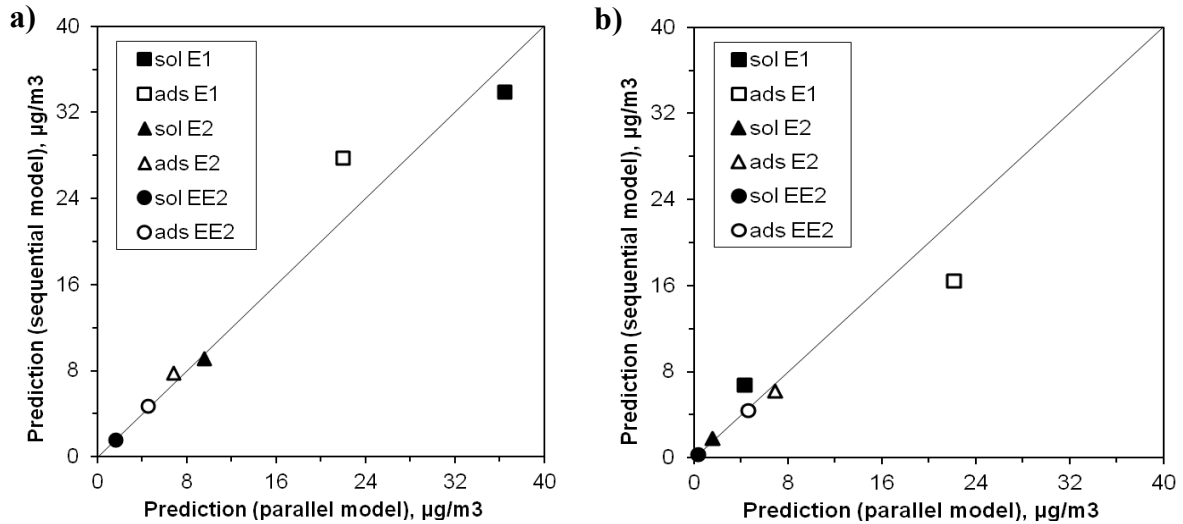 a)
Prediction (sequential model), µg/m3
40
32
24
16
8
0
sol E1
ads E1
sol E2
ads E2
sol EE2
ads EE2
0 8 16 24 32 40
Prediction (parallel model), µg/m3
b)
Prediction (sequential model), µg/m3
40
32
24
16
8
0
sol E1
ads E1
sol E2
ads E2
sol EE2
ads EE2
0 8 16 24 32 40
Prediction (parallel model), µg/m3